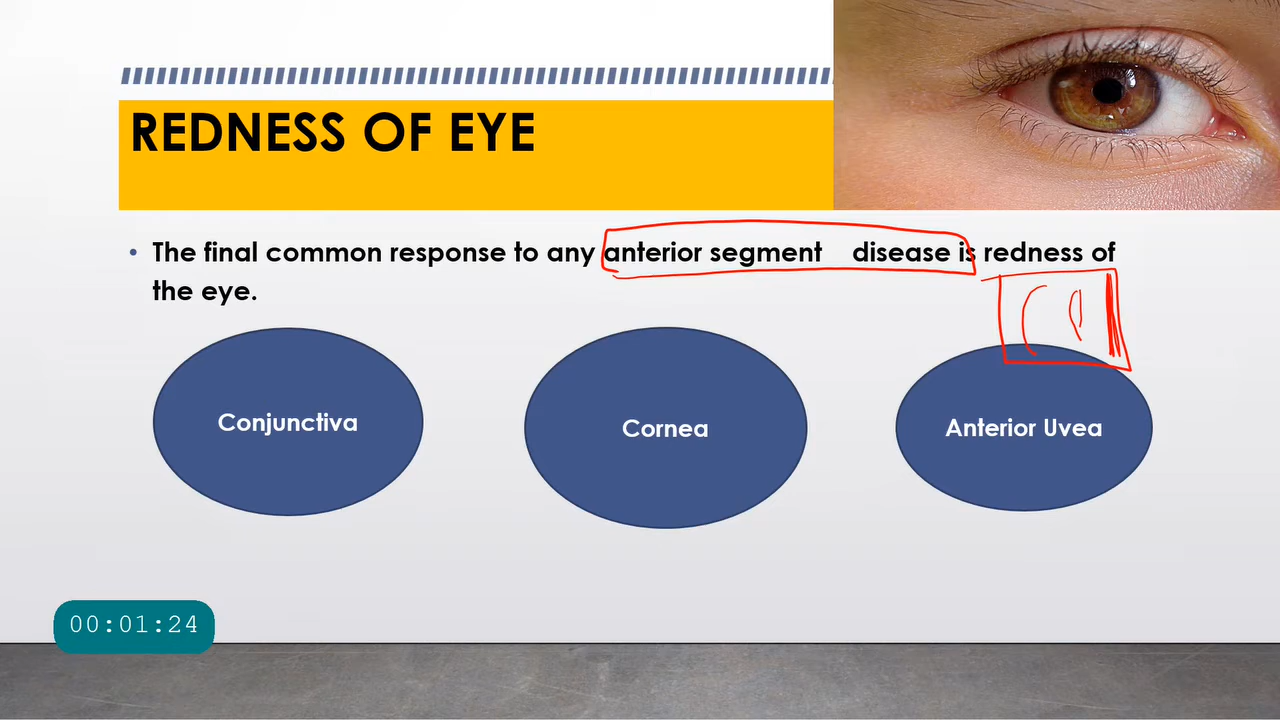 REDNESS OF EYE
• The final common response to any anterior segment disease is redness of
the eye.
Conjunctiva
Cornea
Anterior Uvea
00:01:24